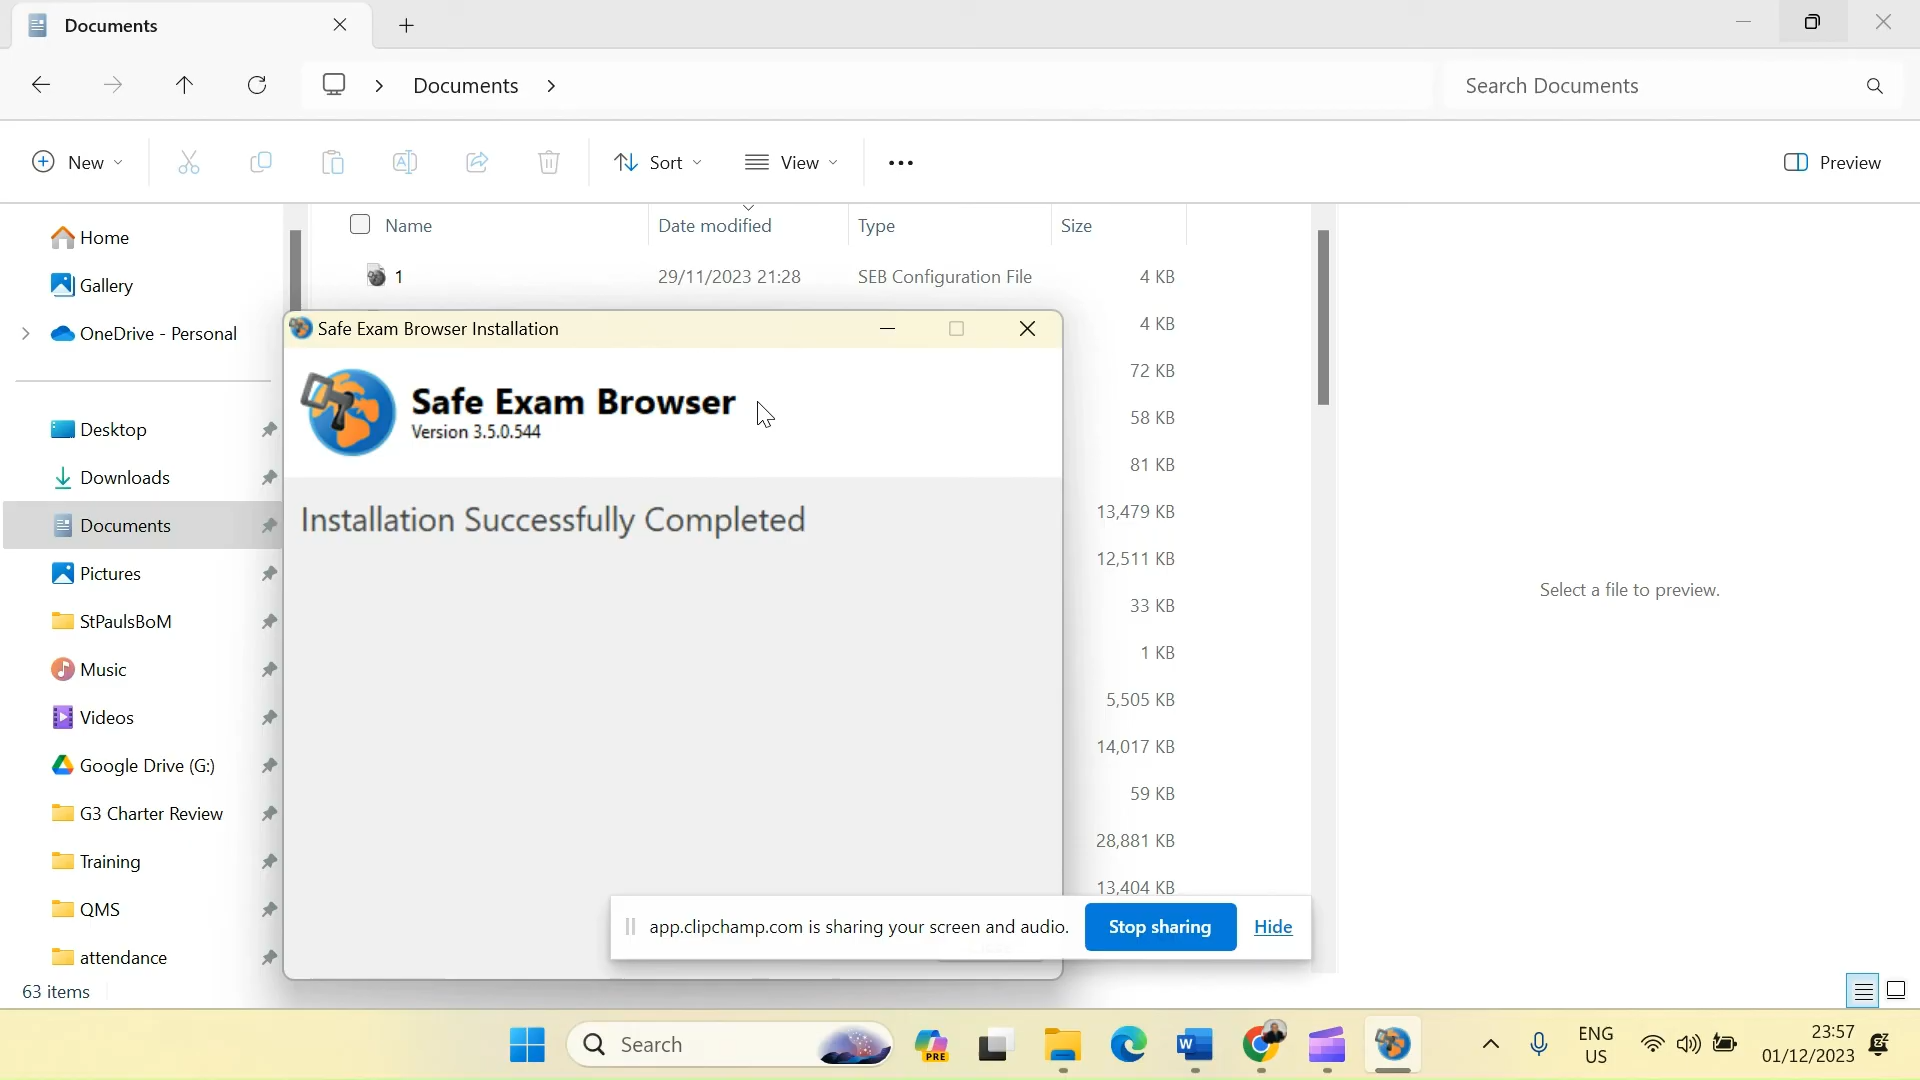 Documents
Documents
Search Documents
New
Sort
View
Preview
Home
Gallery
OneDrive - Personal
Desktop
Downloads
Documents
Pictures
StPaulsBoM
Music
Videos
Google Drive (G:)
G3 Charter Review
Training
QMS
attendance
63 items
Name
Date modified
Type
Size
1
29/11/2023 21:28
SEB Configuration File
4 KB
4 KB
72 KB
58 KB
81 KB
13,479 KB
12,511 KB
33 KB
1 KB
5,505 KB
14,017 KB
59 KB
28,881 KB
13,404 KB
Safe Exam Browser Installation
Safe Exam Browser
Version 3.5.0.544
Installation Successfully Completed
Select a file to preview.
app.clipchamp.com is sharing your screen and audio.
Stop sharing
Hide
Search
PRE
W
ENG
US
23:57
01/12/2023